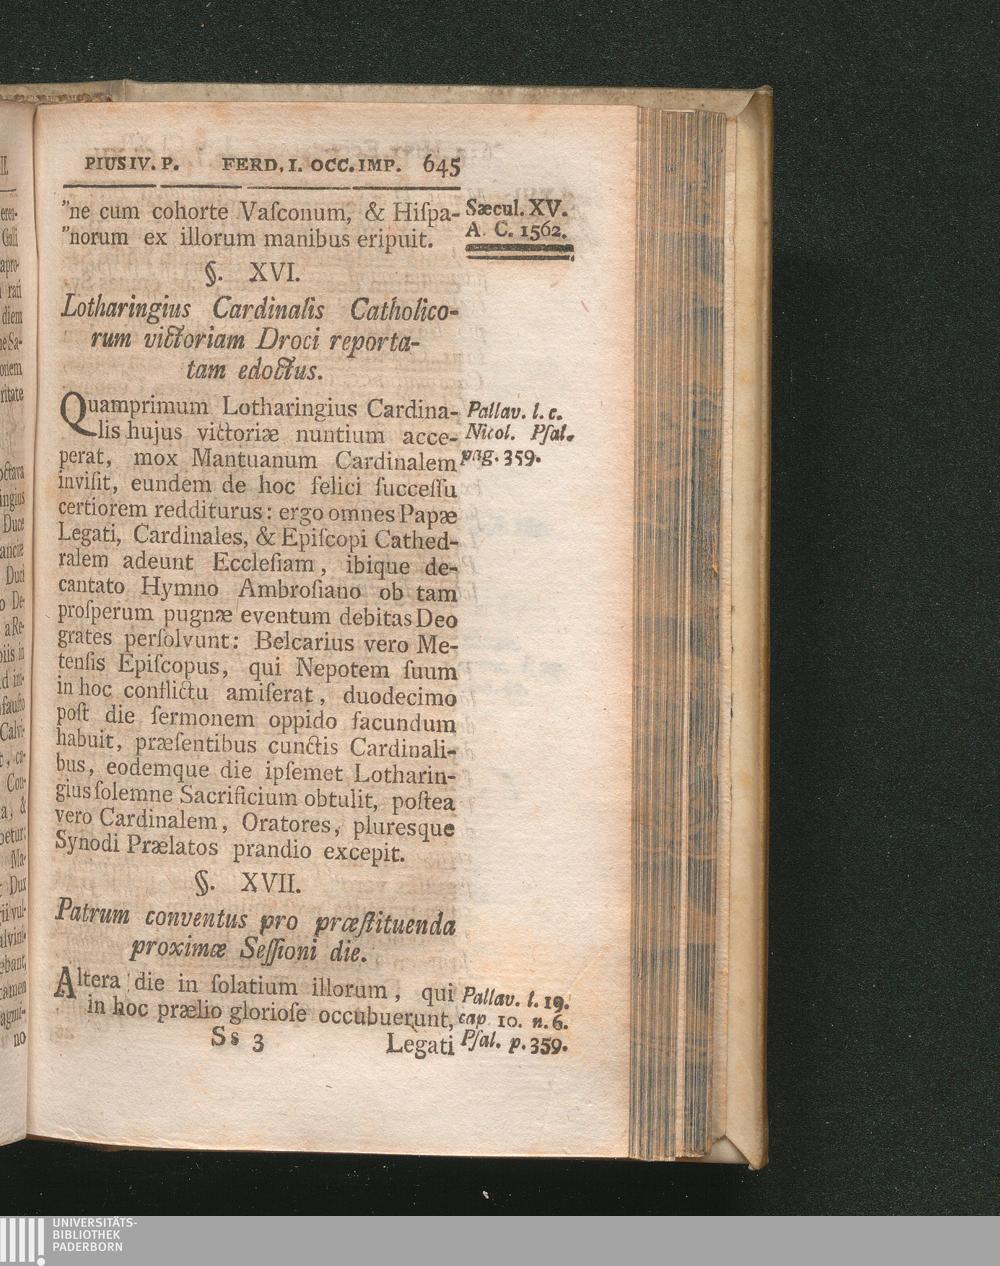 PIUS IV. P. FERD. I. OCC. IMP. 645
"ne cum cohorte Vaſconum, & Hiſpa-
"norum ex illorum manibus eripuit.
Sæcul. XV.
A. C. 1562.
§. XVI.
Lotharingius Cardinalis Catholico-
rum victoriam Droci reporta-
tam edoctus.
Quamprimum Lotharingius Cardina-
lis hujus victoriæ nuntium acce-
perat, mox Mantuanum Cardinalem
inviſit, eundem de hoc felici ſucceſſu
certiorem redditurus: ergo omnes Papæ
Legati, Cardinales, & Epiſcopi Cathed-
ralem adeunt Eccleſiam, ibique de-
cantato Hymno Ambroſiano ob tam
proſperum pugnæ eventum debitas Deo
grates perſolvunt: Belcarius vero Me-
tenſis Epiſcopus, qui Nepotem ſuum
in hoc conflictu amiſerat, duodecimo
poſt die ſermonem oppido facundum
habuit, præſentibus cunctis Cardinali-
bus, eodemque die ipſemet Lotharin-
gius ſolemne Sacrificium obtulit, poſtea
vero Cardinalem, Oratores, pluresque
Synodi Prælatos prandio excepit.
Pallav. l. c.
Nicol. Pſal.
pag. 359.
§. XVII.
Patrum conventus pro præſtituenda
proximæ Seſſioni die.
Altera die in ſolatium illorum, qui
in hoc prælio glorioſe occubuerunt,
Pallav. l. 19.
cap. 10. n. 6.
Pſal. p. 359.
Ss 3 Legati
UNIVERSITÄTS-
BIBLIOTHEK
PADERBORN